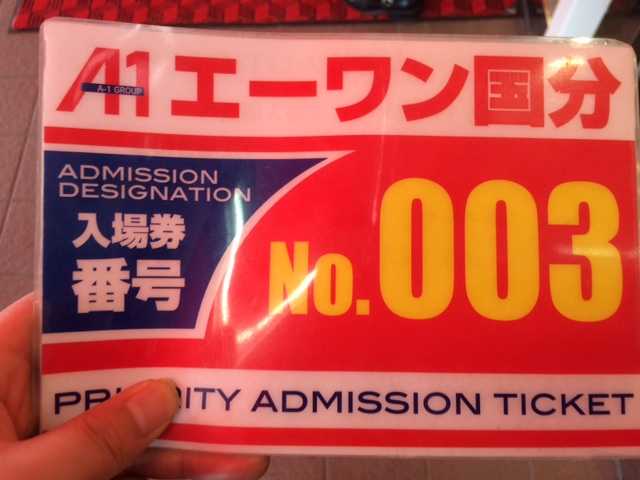 A1 エーワン国分
A-1 GROUP
ADMISSION
DESIGNATION
入場券
番号
No.003
PRIORITY ADMISSION TICKET